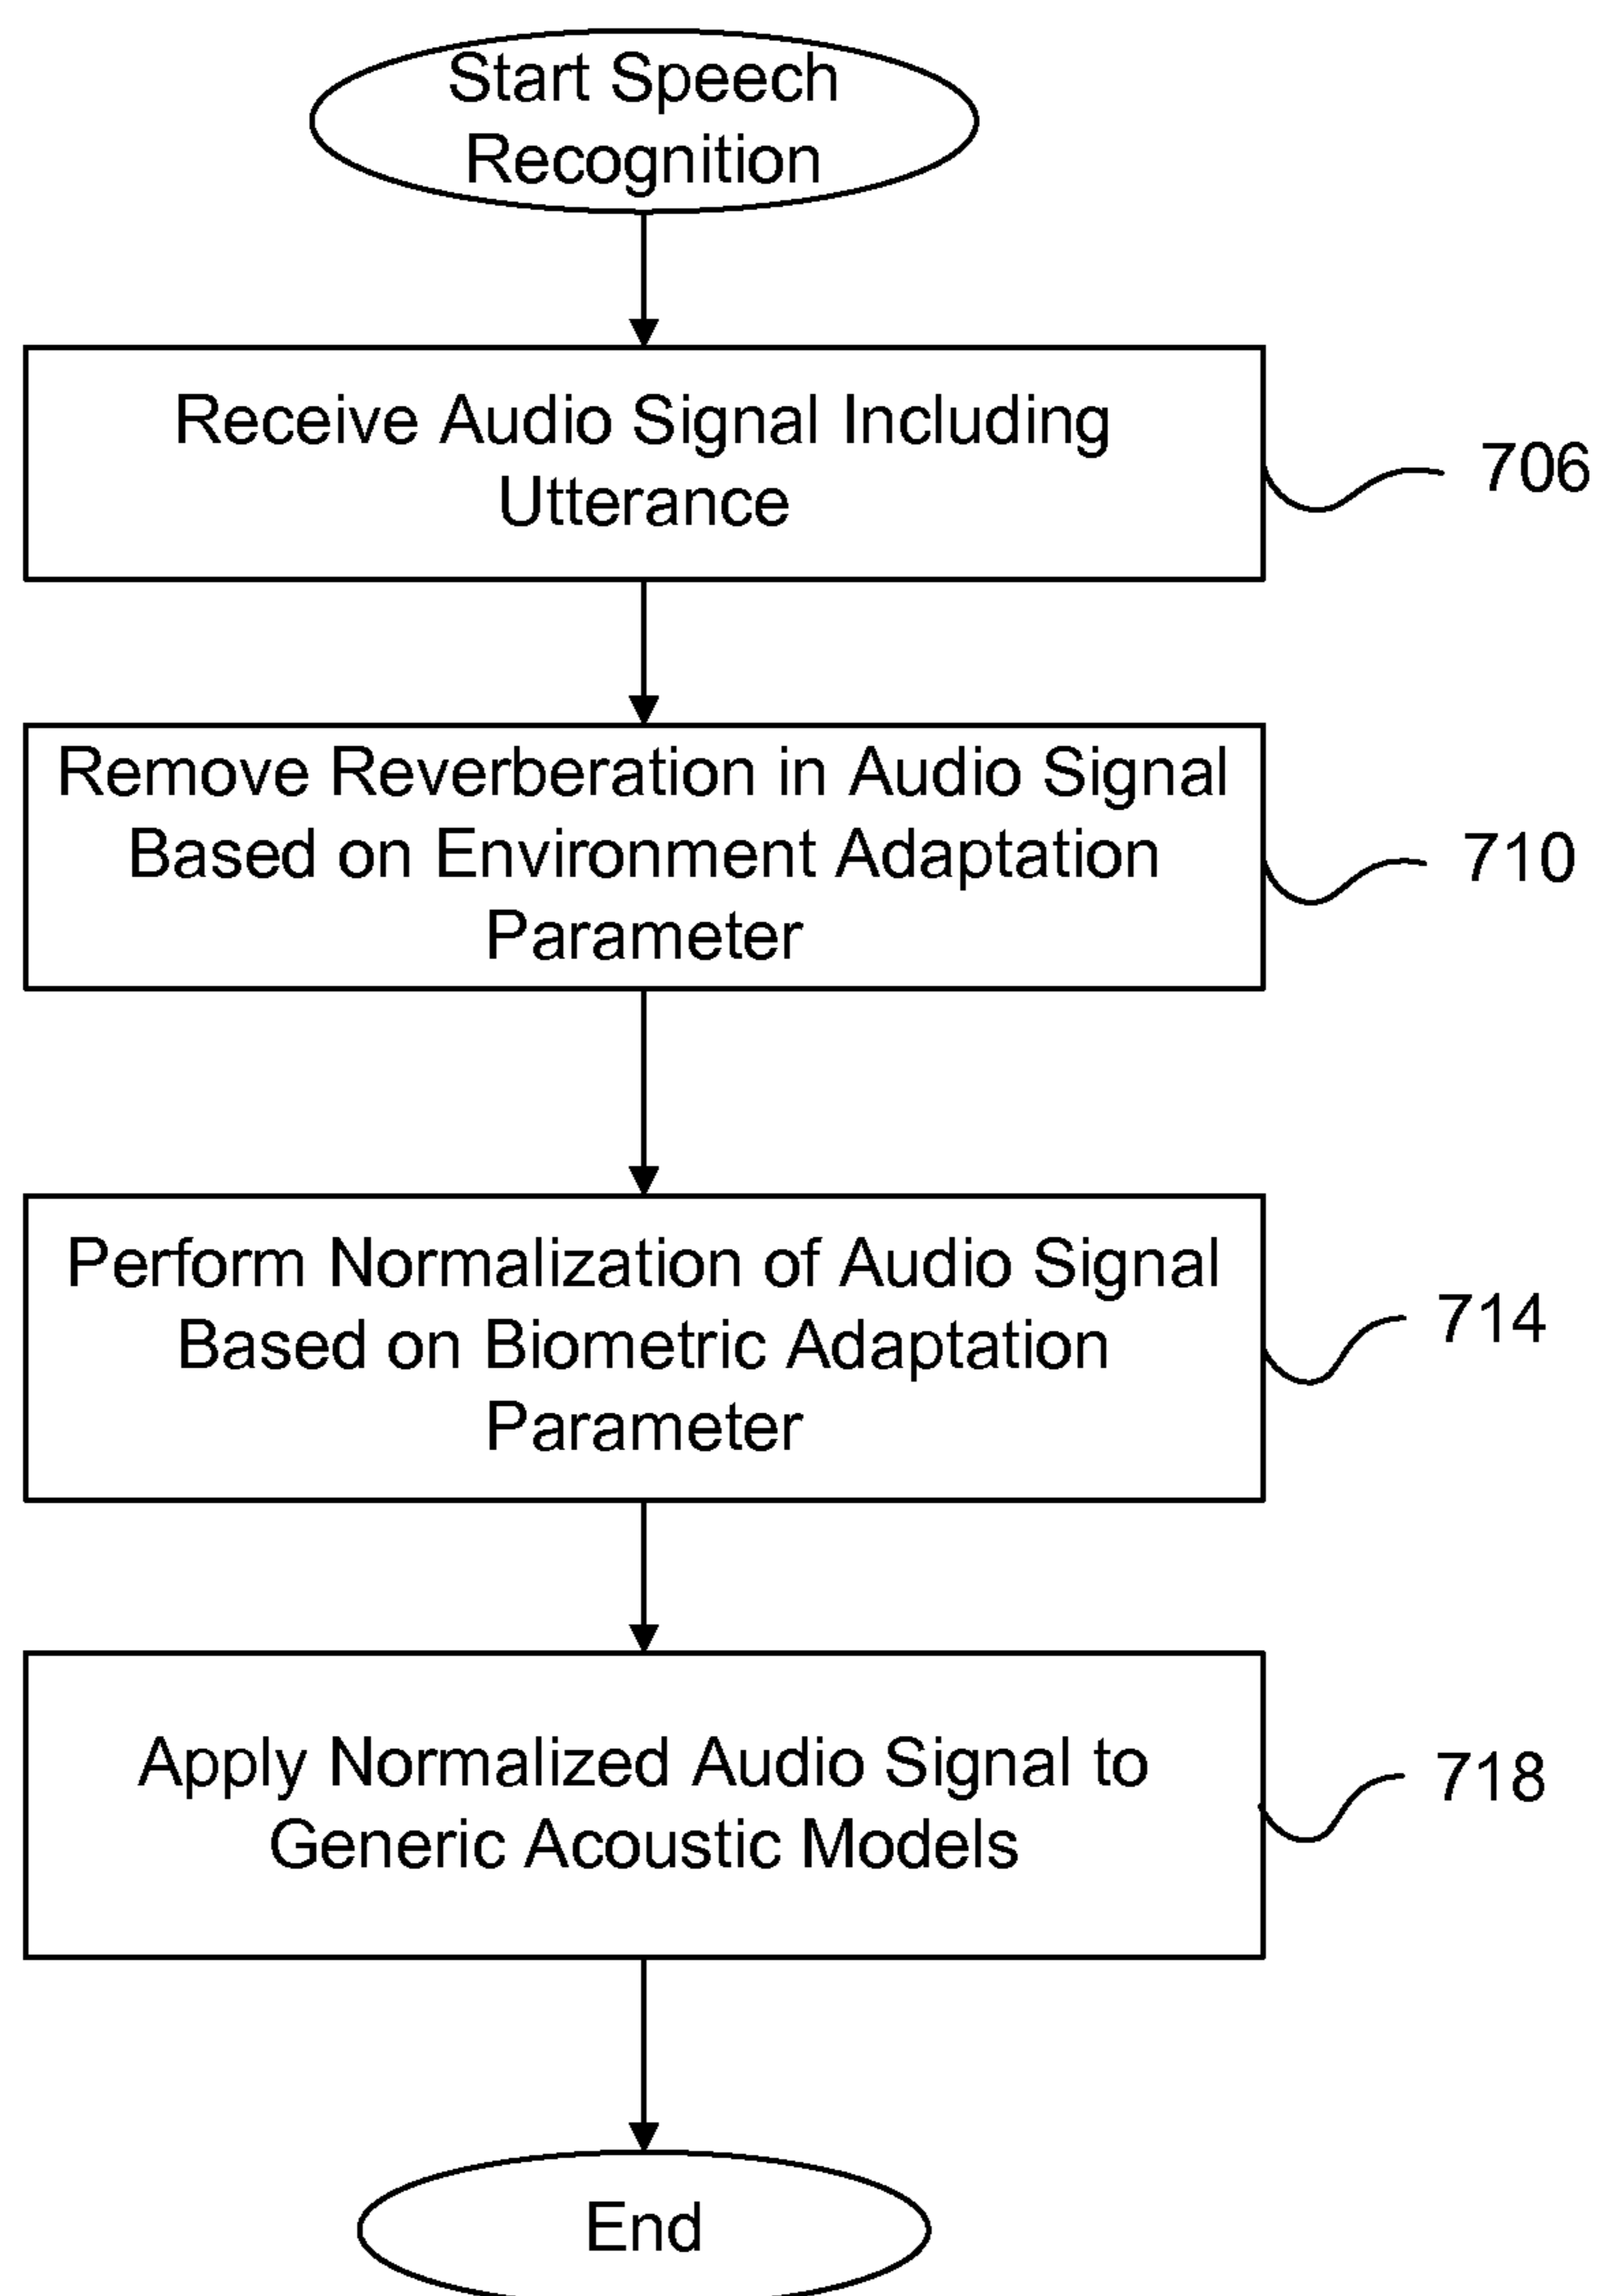 Start Speech
Recognition
Receive Audio Signal Including
Utterance
706
Remove Reverberation in Audio Signal
Based on Environment Adaptation
Parameter
710
Perform Normalization of Audio Signal
Based on Biometric Adaptation
Parameter
714
Apply Normalized Audio Signal to
Generic Acoustic Models
718
End